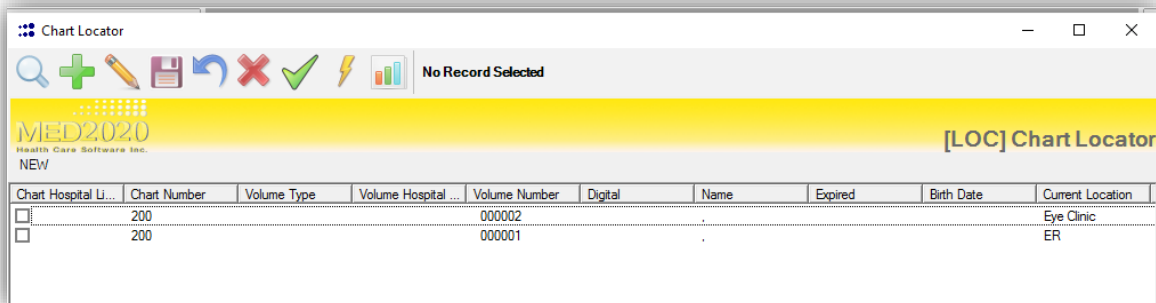 Chart Locator
No Record Selected
MED2020
Health Care Software Inc.
[LOC] Chart Locator
NEW
Chart Hospital Li... Chart Number Volume Type Volume Hospital ... Volume Number Digital Name Expired Birth Date Current Location
200 000002 , Eye Clinic
200 000001 , ER